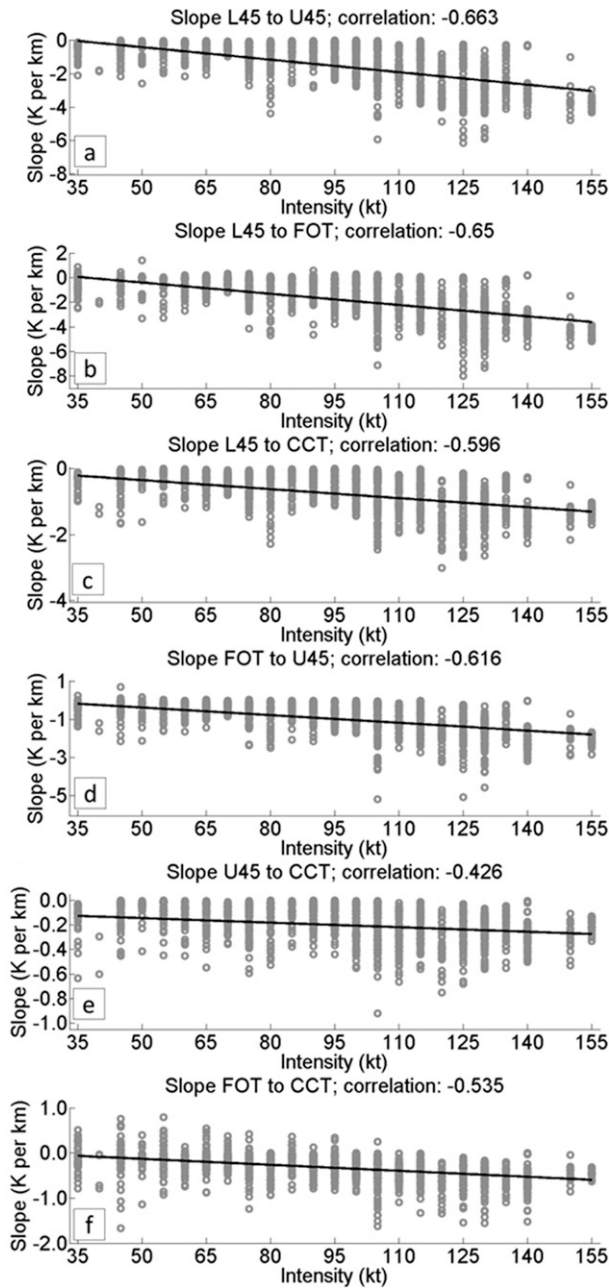 Slope L45 to U45; correlation: -0.663
Slope (K per km)
0
-2
-4
-6
-8
a
35 50 65 80 95 110 125 140 155
Intensity (kt)
Slope L45 to FOT; correlation: -0.65
Slope (K per km)
2
0
-2
-4
-6
-8
b
35 50 65 80 95 110 125 140 155
Intensity (kt)
Slope L45 to CCT; correlation: -0.596
Slope (K per km)
0
-2
-4
c
35 50 65 80 95 110 125 140 155
Intensity (kt)
Slope FOT to U45; correlation: -0.616
Slope (K per km)
1
-1
-3
-5
d
35 50 65 80 95 110 125 140 155
Intensity (kt)
Slope U45 to CCT; correlation: -0.426
Slope (K per km)
0.0
-0.2
-0.4
-0.6
-0.8
-1.0
e
35 50 65 80 95 110 125 140 155
Intensity (kt)
Slope FOT to CCT; correlation: -0.535
Slope (K per km)
1.0
0.0
-1.0
-2.0
f
35 50 65 80 95 110 125 140 155
Intensity (kt)